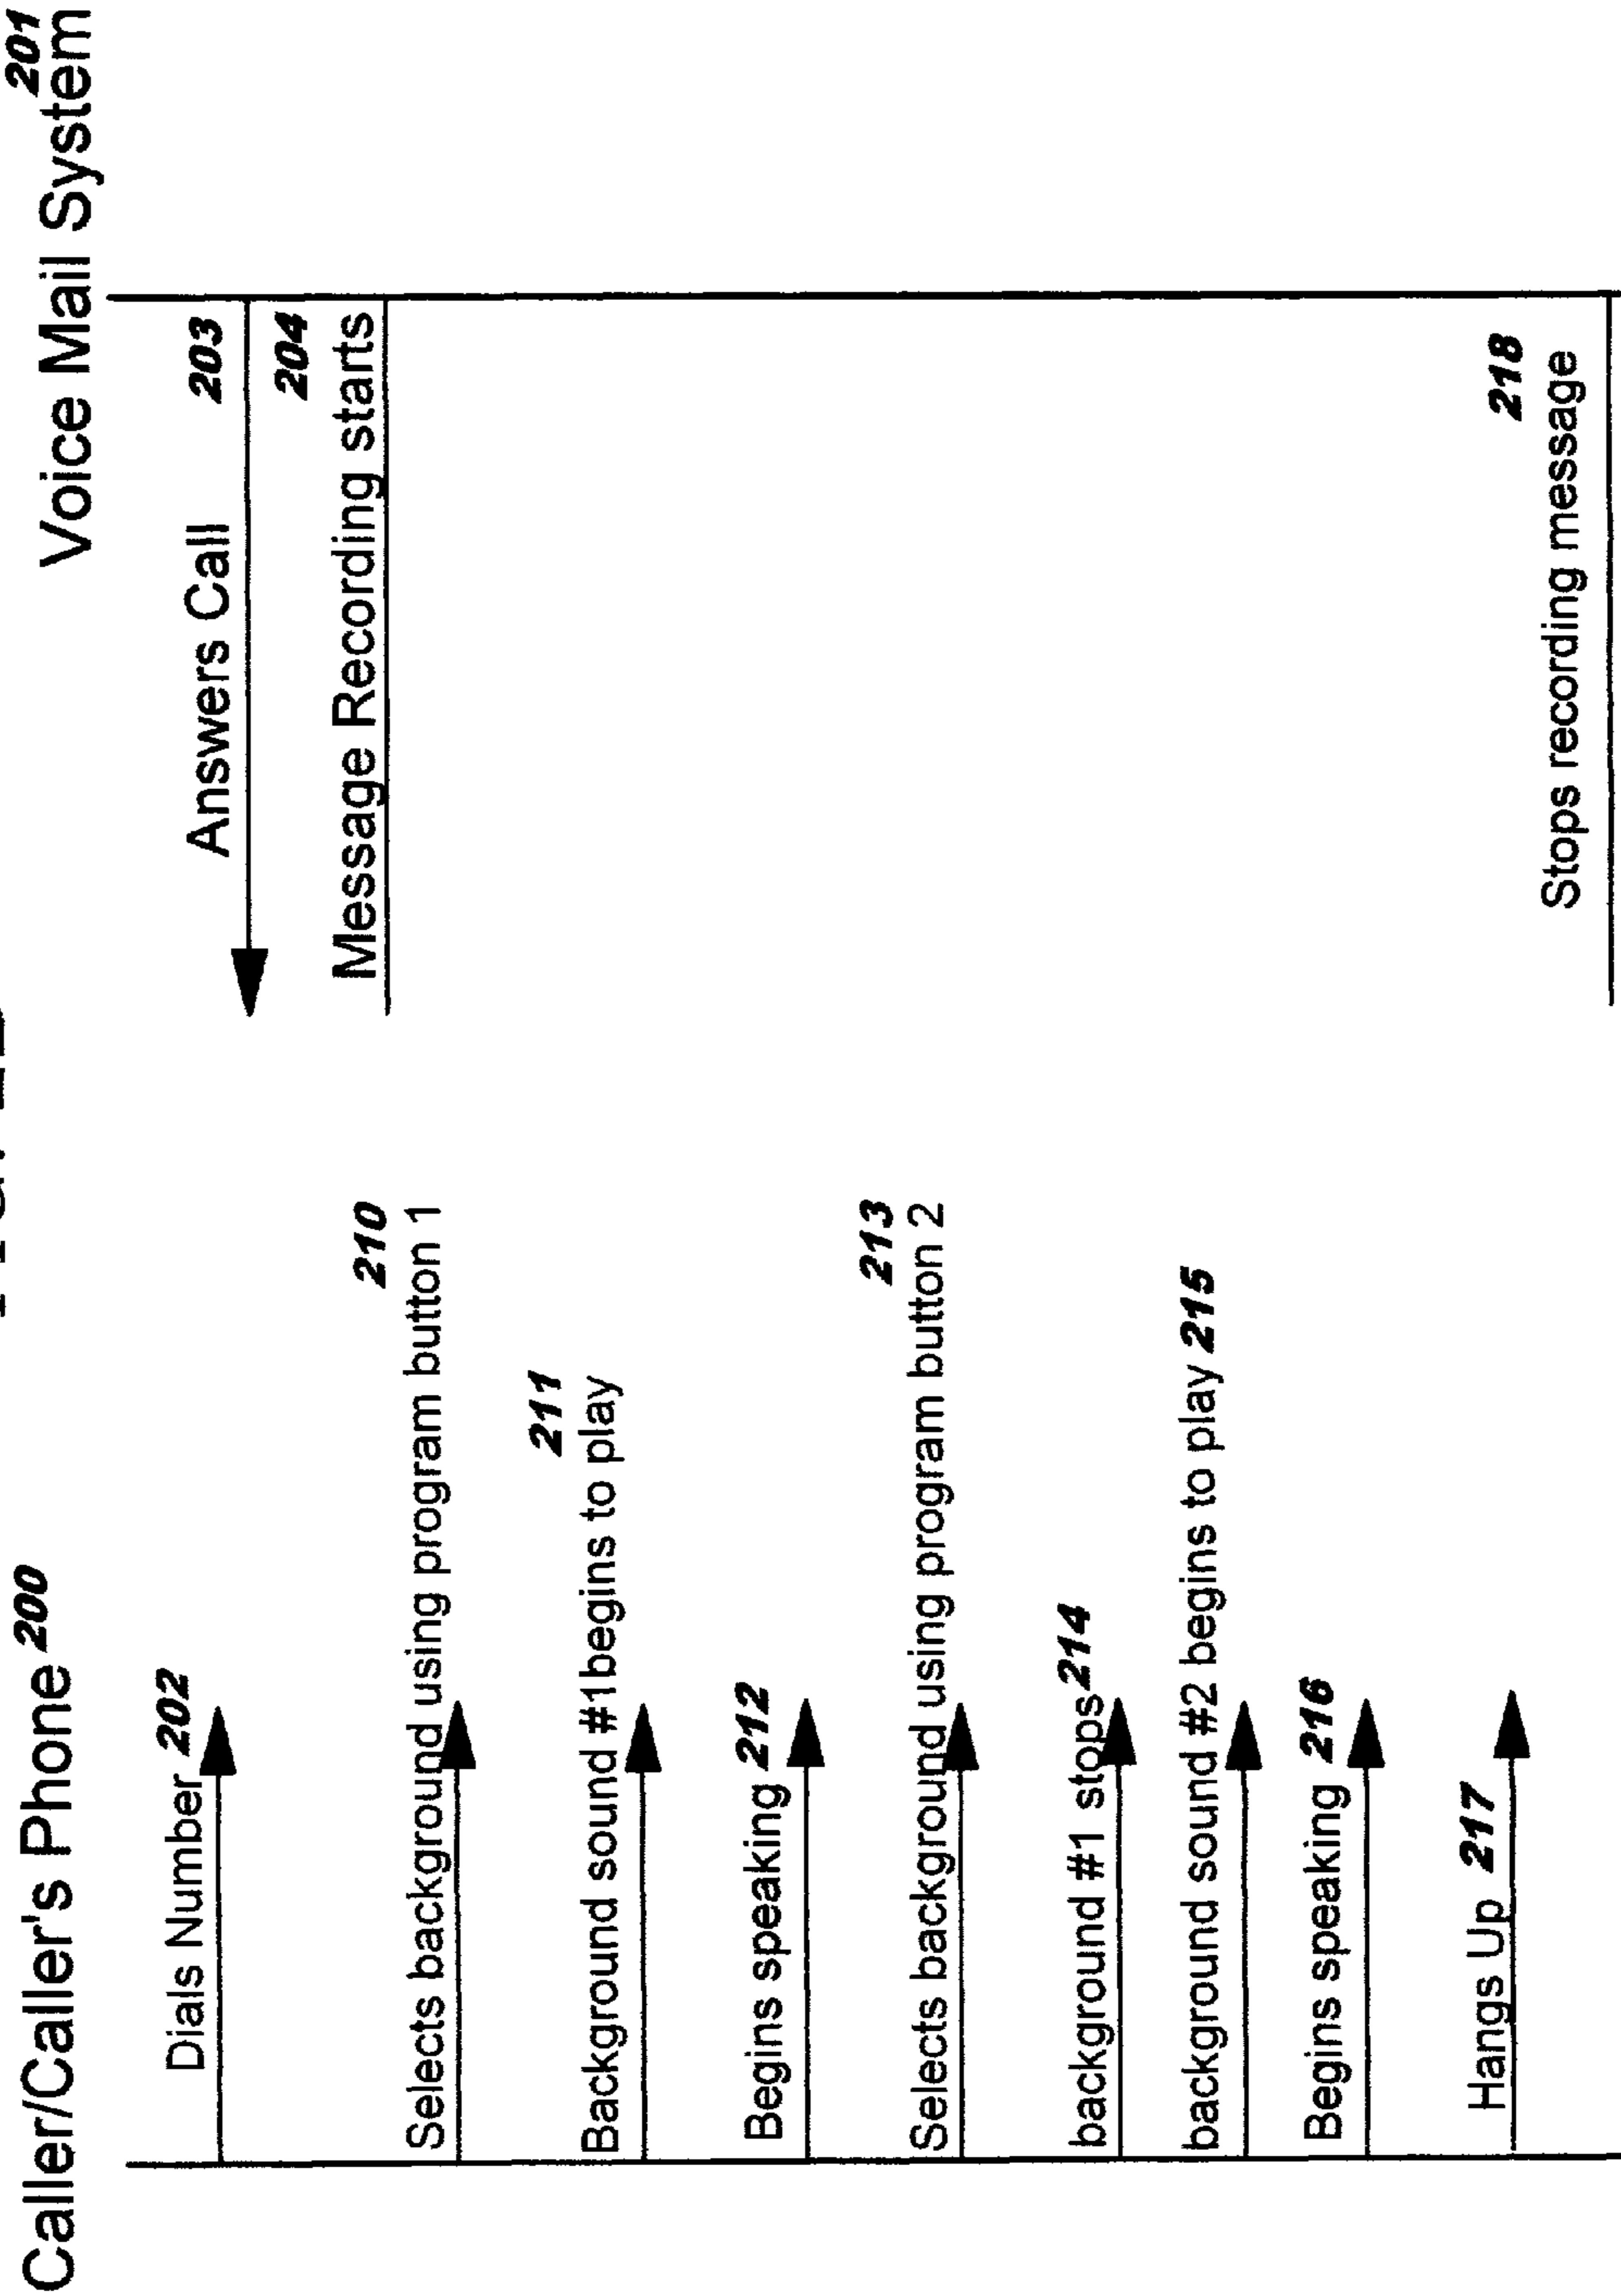 Caller/Caller's Phone 200
Voice Mail System 201
Dials Number 202
Answers Call 203
204
Message Recording starts
210
Selects background using program button 1
211
Background sound #1begins to play
Begins speaking 212
213
Selects background using program button 2
background #1 stops 214
background sound #2 begins to play 215
Begins speaking 216
Hangs Up 217
218
Stops recording message